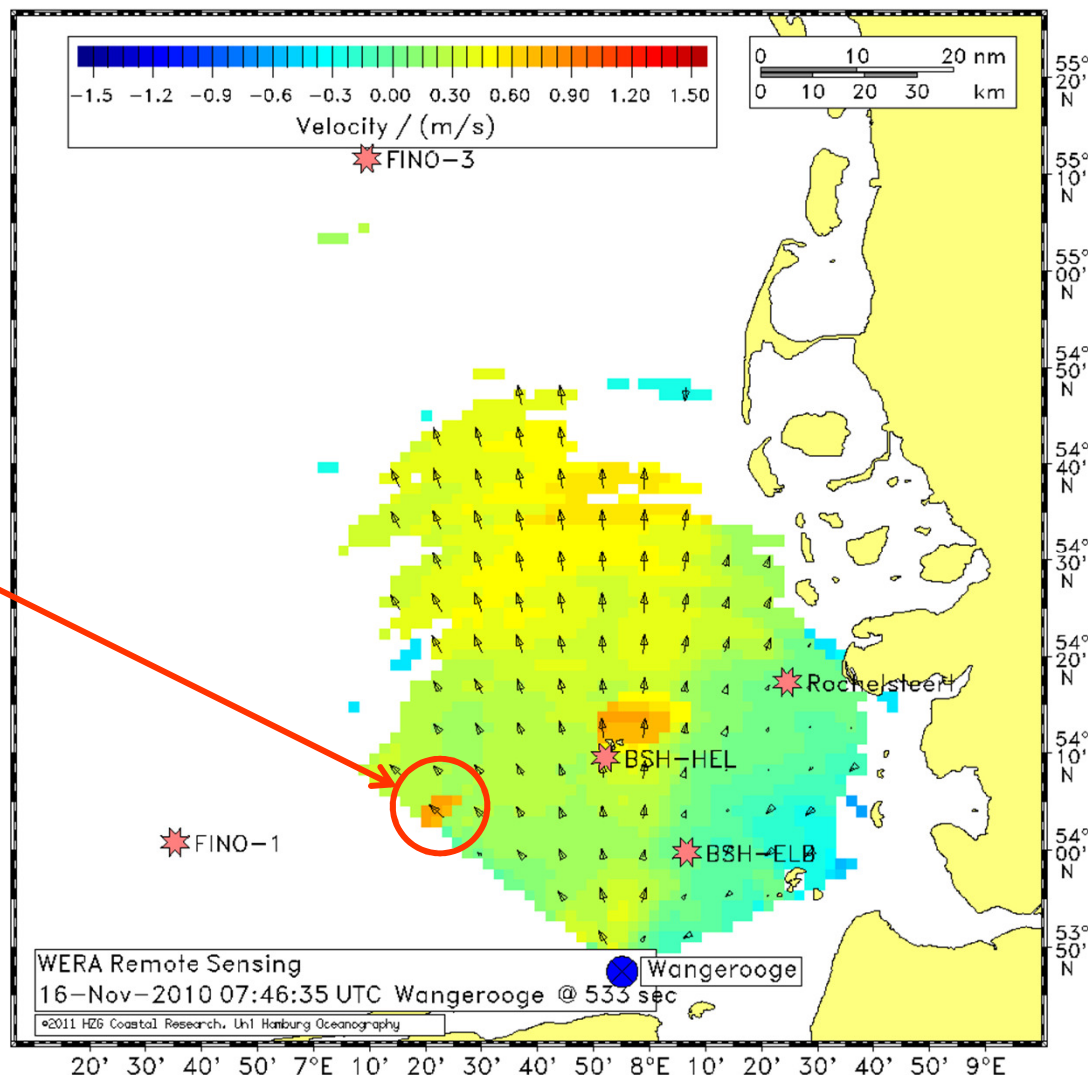 -1.5 -1.2 -0.9 -0.6 -0.3 0.00 0.30 0.60 0.90 1.20 1.50
Velocity / (m/s)
0 10 20 nm
0 10 20 30 km
55° 20' N
FINO-3
55° 10' N
55° 00' N
54° 50' N
54° 40' N
54° 30' N
54° 20' N
Rochelsteert
54° 10' N
BSH-HEL
FINO-1
BSH-ELB
54° 00' N
53° 50' N
WERA Remote Sensing
Wangerooge
16-Nov-2010 07:46:35 UTC Wangerooge @ 533 sec
©2011 HZG Coastal Research, Uni Hamburg Oceanography
20' 30' 40' 50' 7°E 10' 20' 30' 40' 50' 8°E 10' 20' 30' 40' 50' 9°E